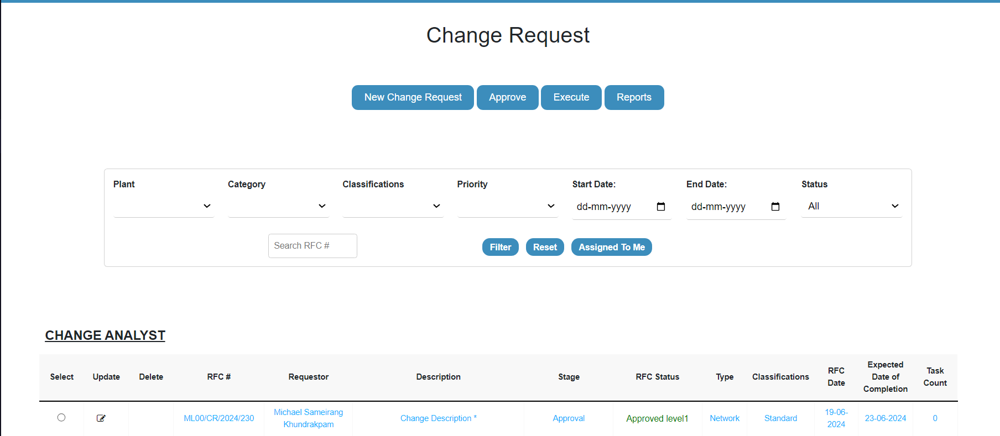 Change Request
New Change Request Approve Execute Reports
Plant Category Classifications Priority Start Date: End Date: Status
dd-mm-yyyy dd-mm-yyyy All
Search RFC # Filter Reset Assigned To Me
CHANGE ANALYST
Select Update Delete RFC # Requestor Description Stage RFC Status Type Classifications RFC Date Expected Date of Completion Task Count
ML00/CR/2024/230 Michael Sameirang Khundrakpam Change Description * Approval Approved level1 Network Standard 19-06-2024 23-06-2024 0